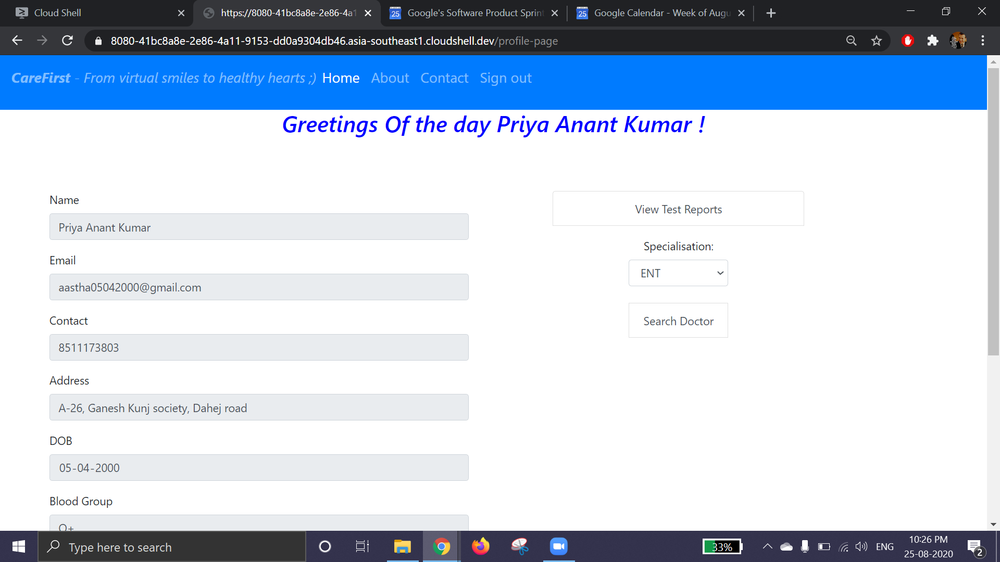 Cloud Shell
https://8080-41bc8a8e-2e86-4a1
Google's Software Product Sprint
Google Calendar - Week of Augu
8080-41bc8a8e-2e86-4a11-9153-dd0a9304db46.asia-southeast1.cloudshell.dev/profile-page
CareFirst - From virtual smiles to healthy hearts ;) Home About Contact Sign out
Greetings Of the day Priya Anant Kumar !
Name
Priya Anant Kumar
Email
aastha05042000@gmail.com
Contact
8511173803
Address
A-26, Ganesh Kunj society, Dahej road
DOB
05-04-2000
Blood Group
O+
View Test Reports
Specialisation:
ENT
Search Doctor
Type here to search
33%
ENG
10:26 PM
25-08-2020
2